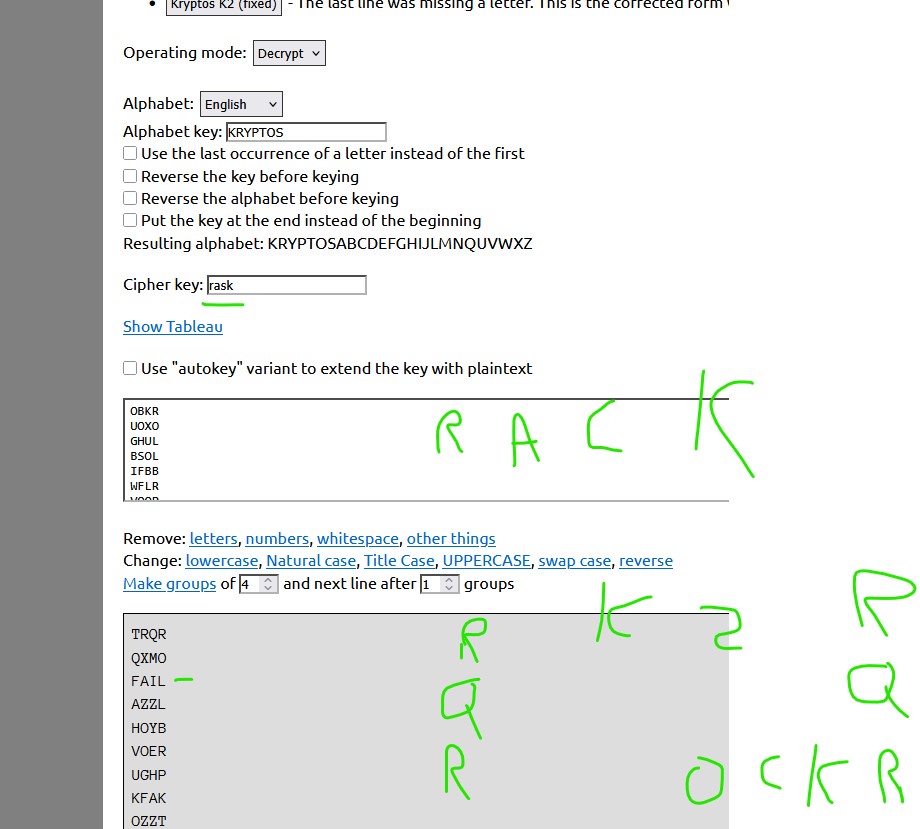 Kryptos K2 (fixed) - The last line was missing a letter. This is the corrected form
Operating mode: Decrypt
Alphabet: English
Alphabet key: KRYPTOS
Use the last occurrence of a letter instead of the first
Reverse the key before keying
Reverse the alphabet before keying
Put the key at the end instead of the beginning
Resulting alphabet: KRYPTOSABCDEFGHIJLMNQUVWXZ
Cipher key: rask
Show Tableau
Use "autokey" variant to extend the key with plaintext
OBKR
UOXO
GHUL
BSOL
IFBB
WFLR
R A C K
Remove: letters, numbers, whitespace, other things
Change: lowercase, Natural case, Title Case, UPPERCASE, swap case, reverse
Make groups of 4 and next line after 1 groups
K 2 R
TRQR R
QXMO
FAIL Q Q
AZZL
HOYB
VOER R
UGHP O C K R
KFAK
OZZT